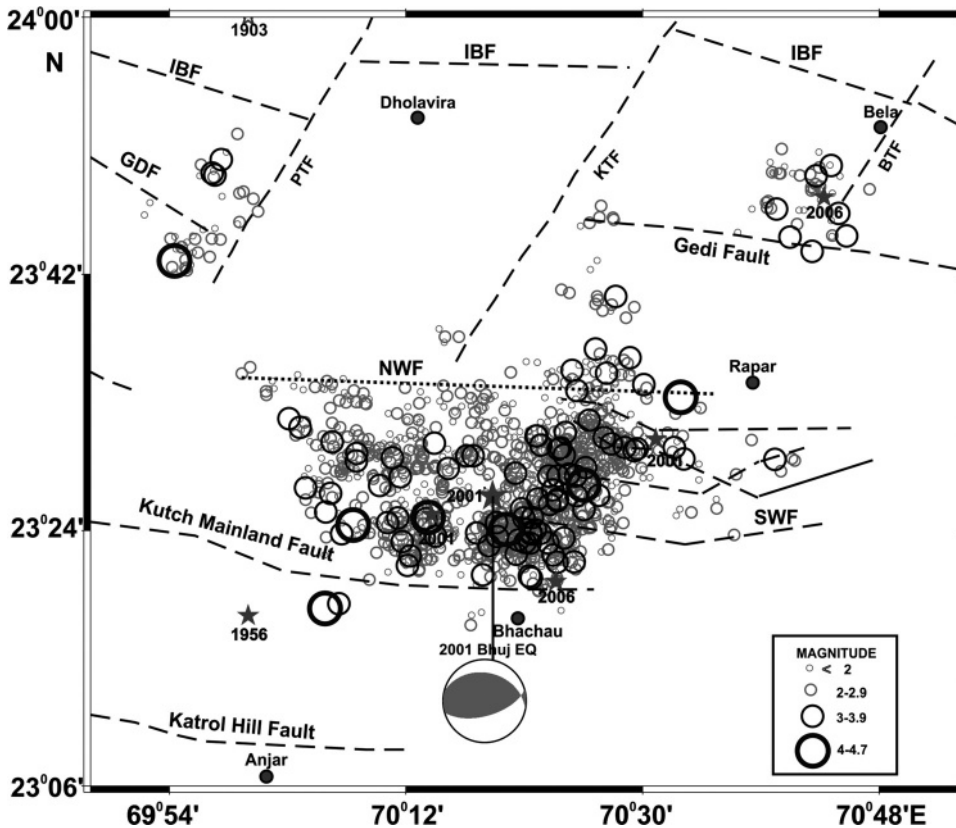 24⁰00'
1903
N
IBF
IBF
IBF
Dholavira
Bela
GDF
PTF
KTF
BTF
2006
Gedi Fault
23⁰42'
NWF
Rapar
2001
2001
Kutch Mainland Fault
23⁰24'
2001
SWF
2006
1956
Bhachau
2001 Bhuj EQ
MAGNITUDE
< 2
2-2.9
3-3.9
4-4.7
Katrol Hill Fault
Anjar
23⁰06'
69⁰54'
70⁰12'
70⁰30'
70⁰48'E